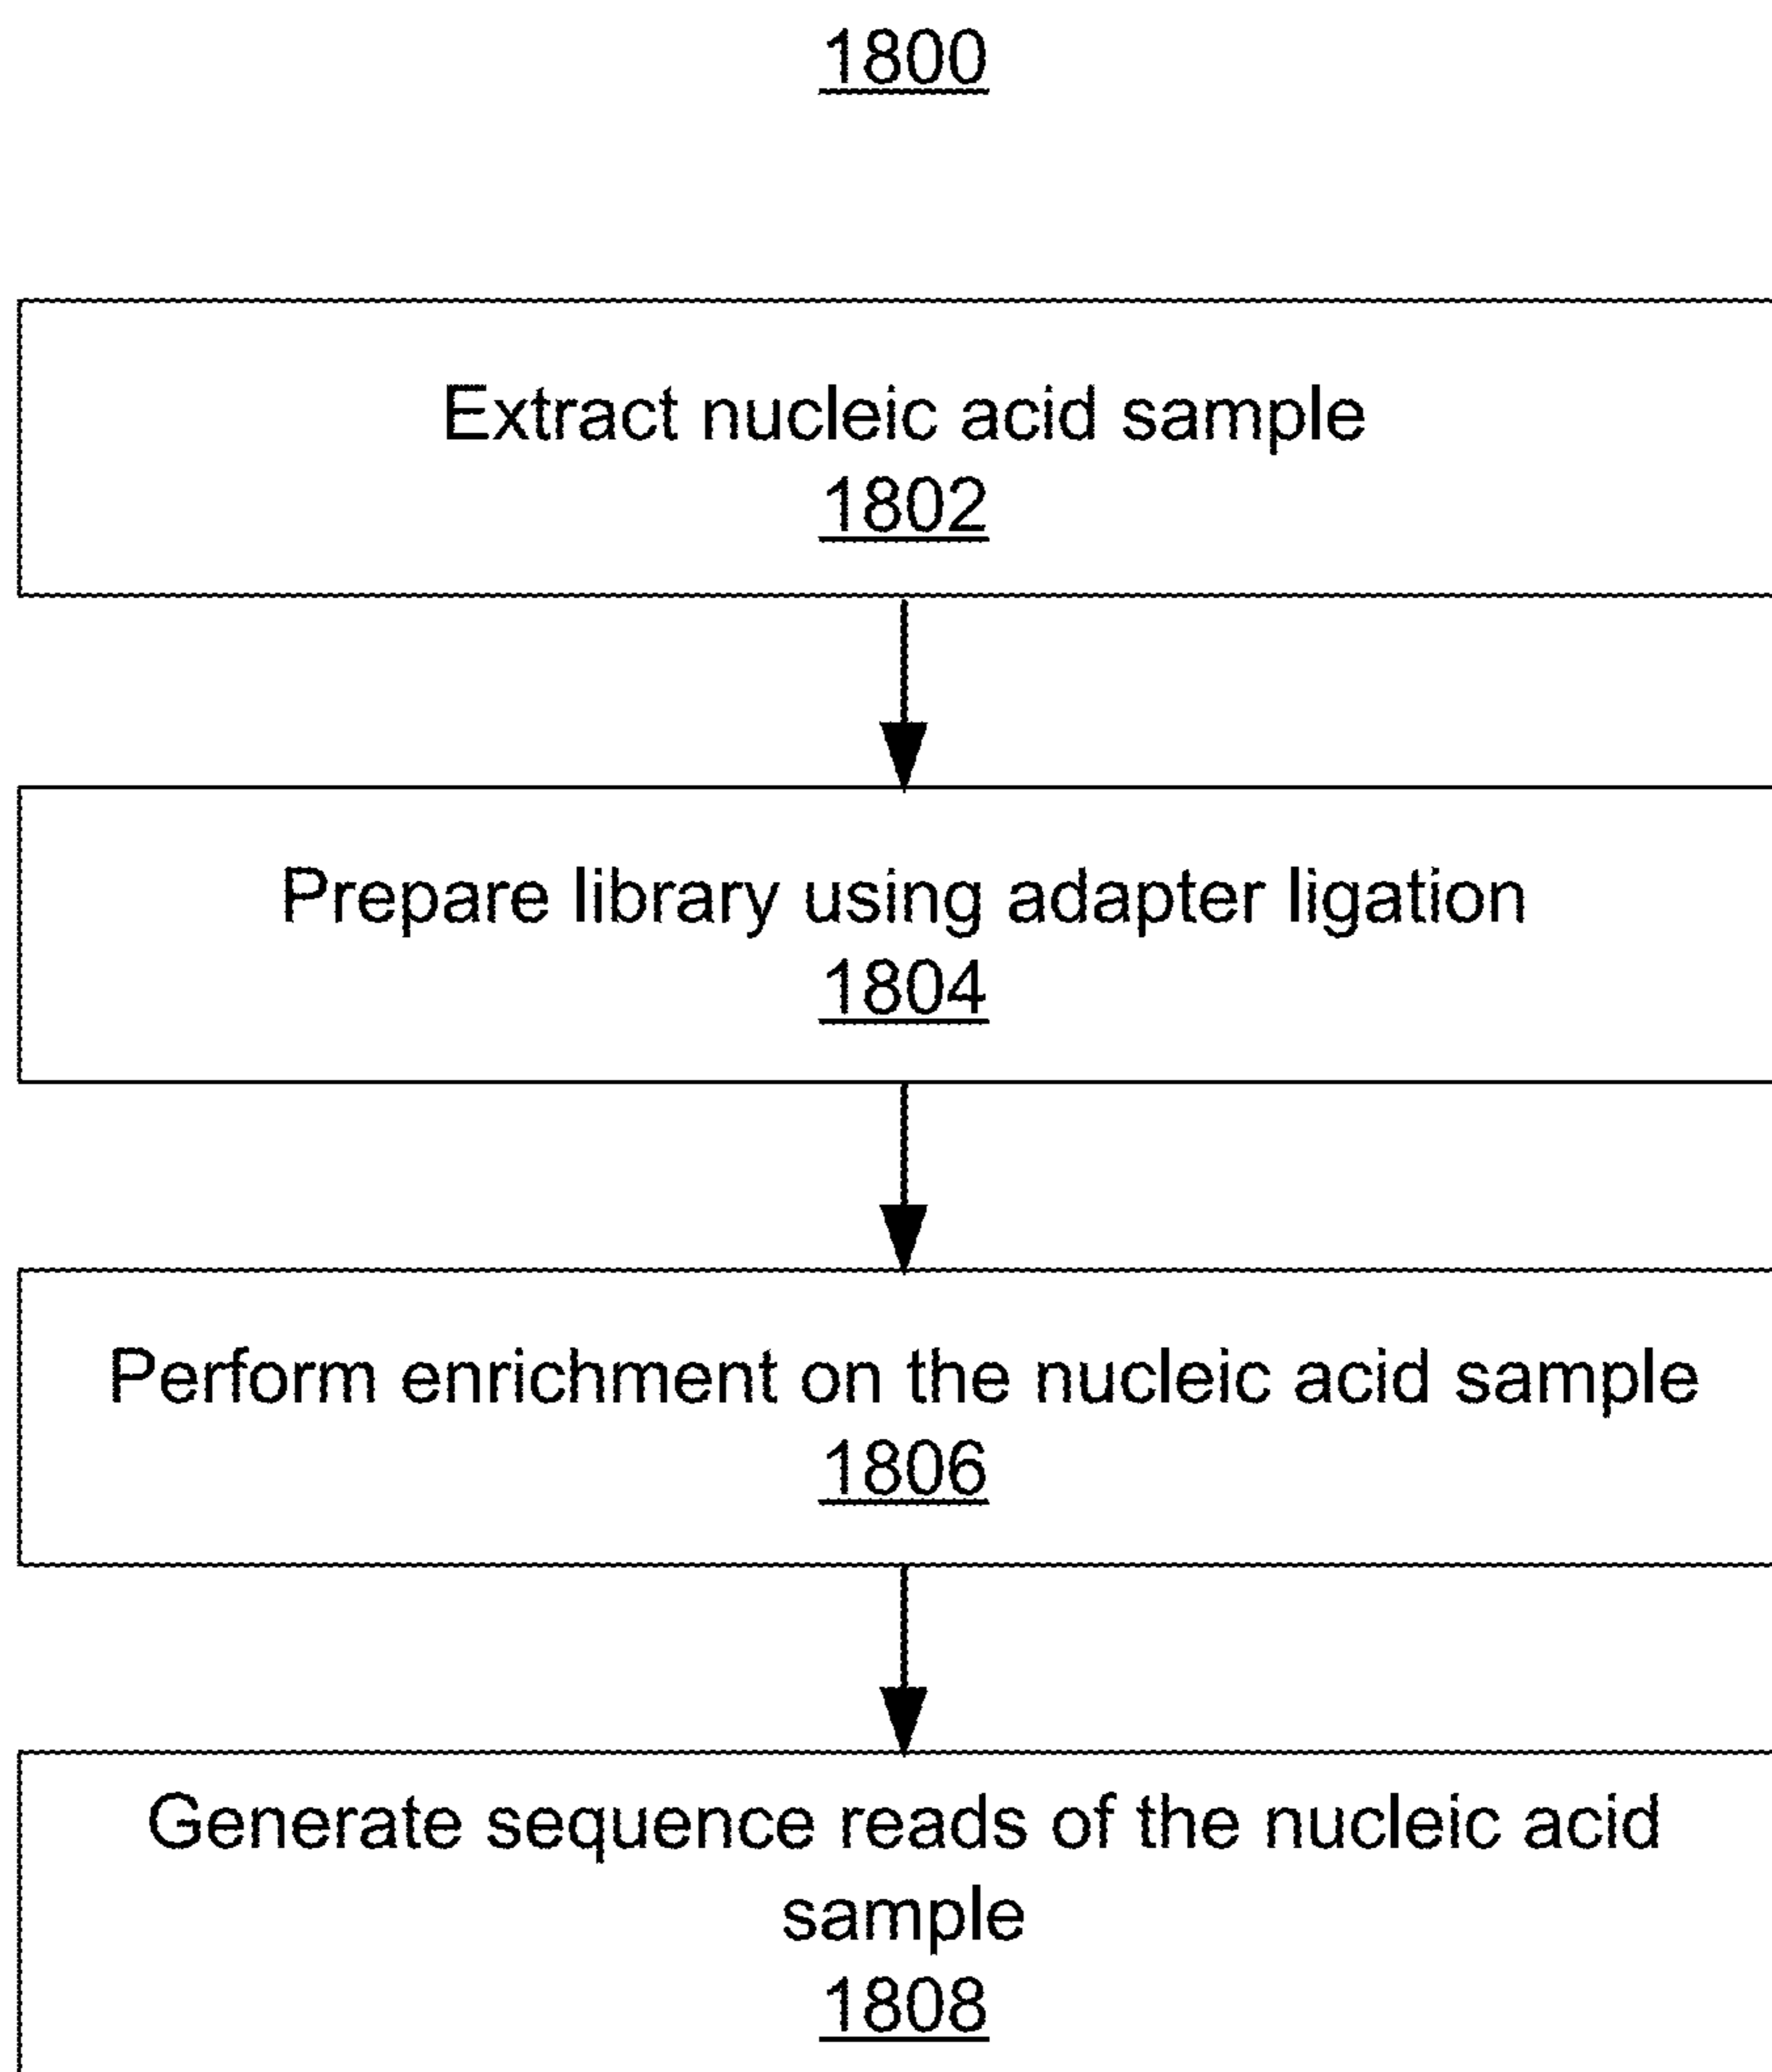 1800
Extract nucleic acid sample
1802
Prepare library using adapter ligation
1804
Perform enrichment on the nucleic acid sample
1806
Generate sequence reads of the nucleic acid
sample
1808